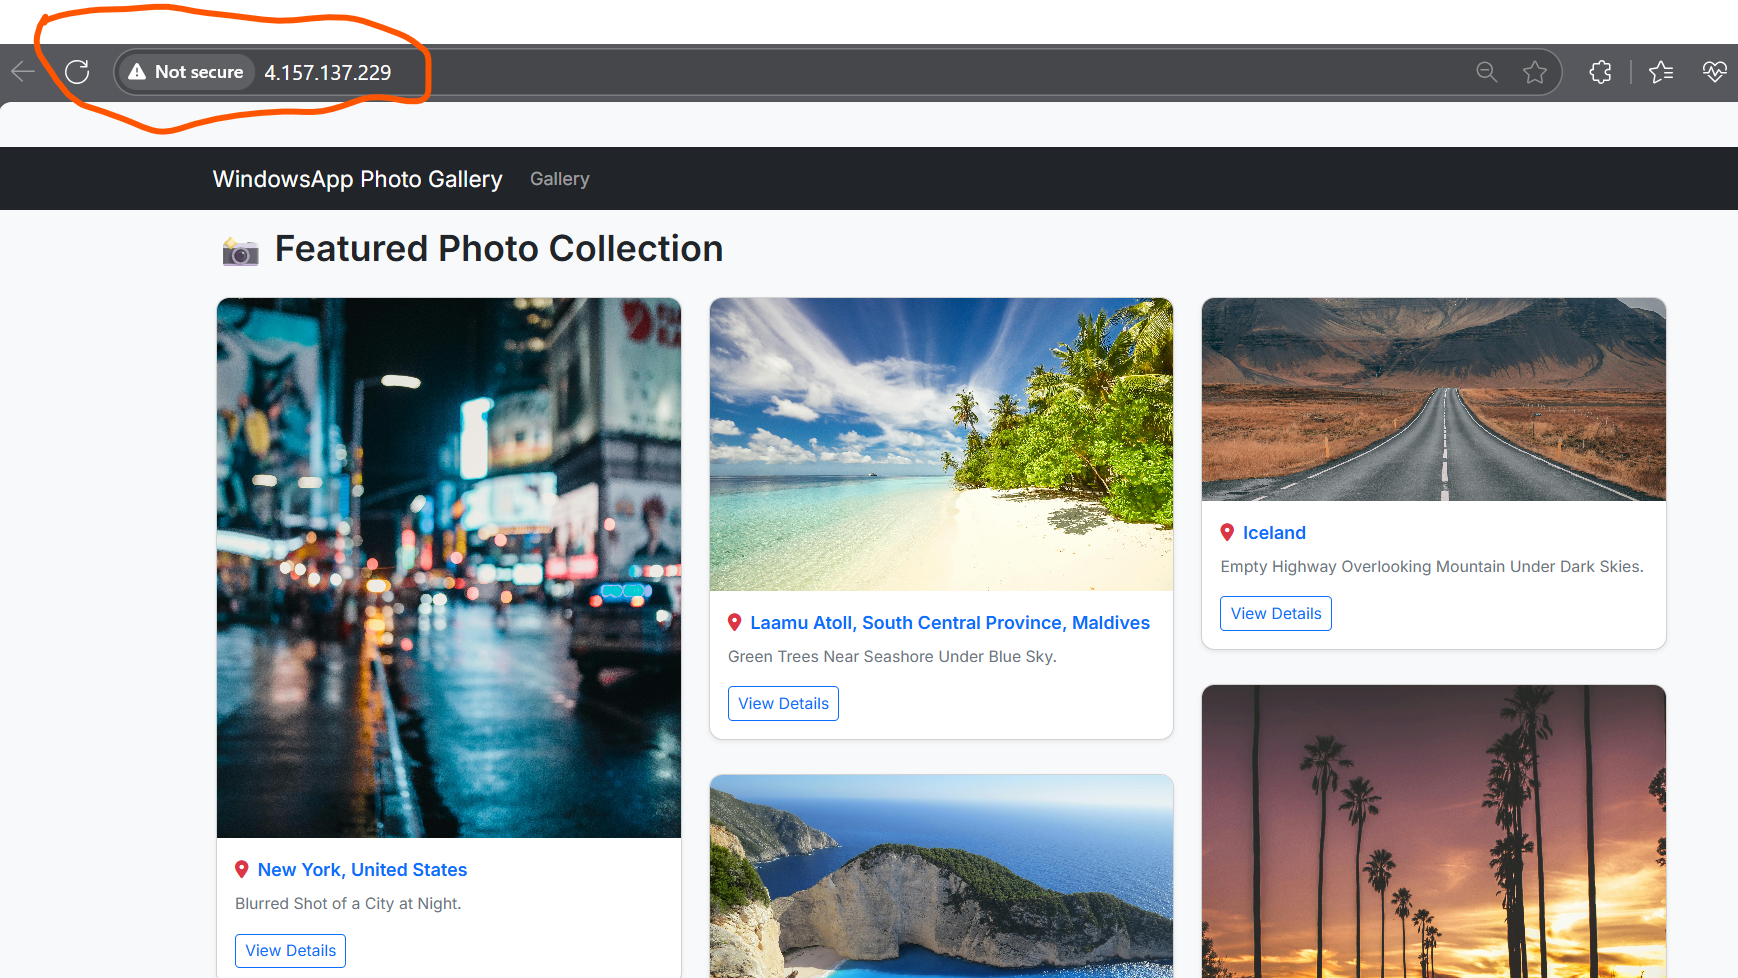 Not secure 4.157.137.229
WindowsApp Photo Gallery Gallery
Featured Photo Collection
New York, United States
Blurred Shot of a City at Night.
View Details
Laamu Atoll, South Central Province, Maldives
Green Trees Near Seashore Under Blue Sky.
View Details
Iceland
Empty Highway Overlooking Mountain Under Dark Skies.
View Details